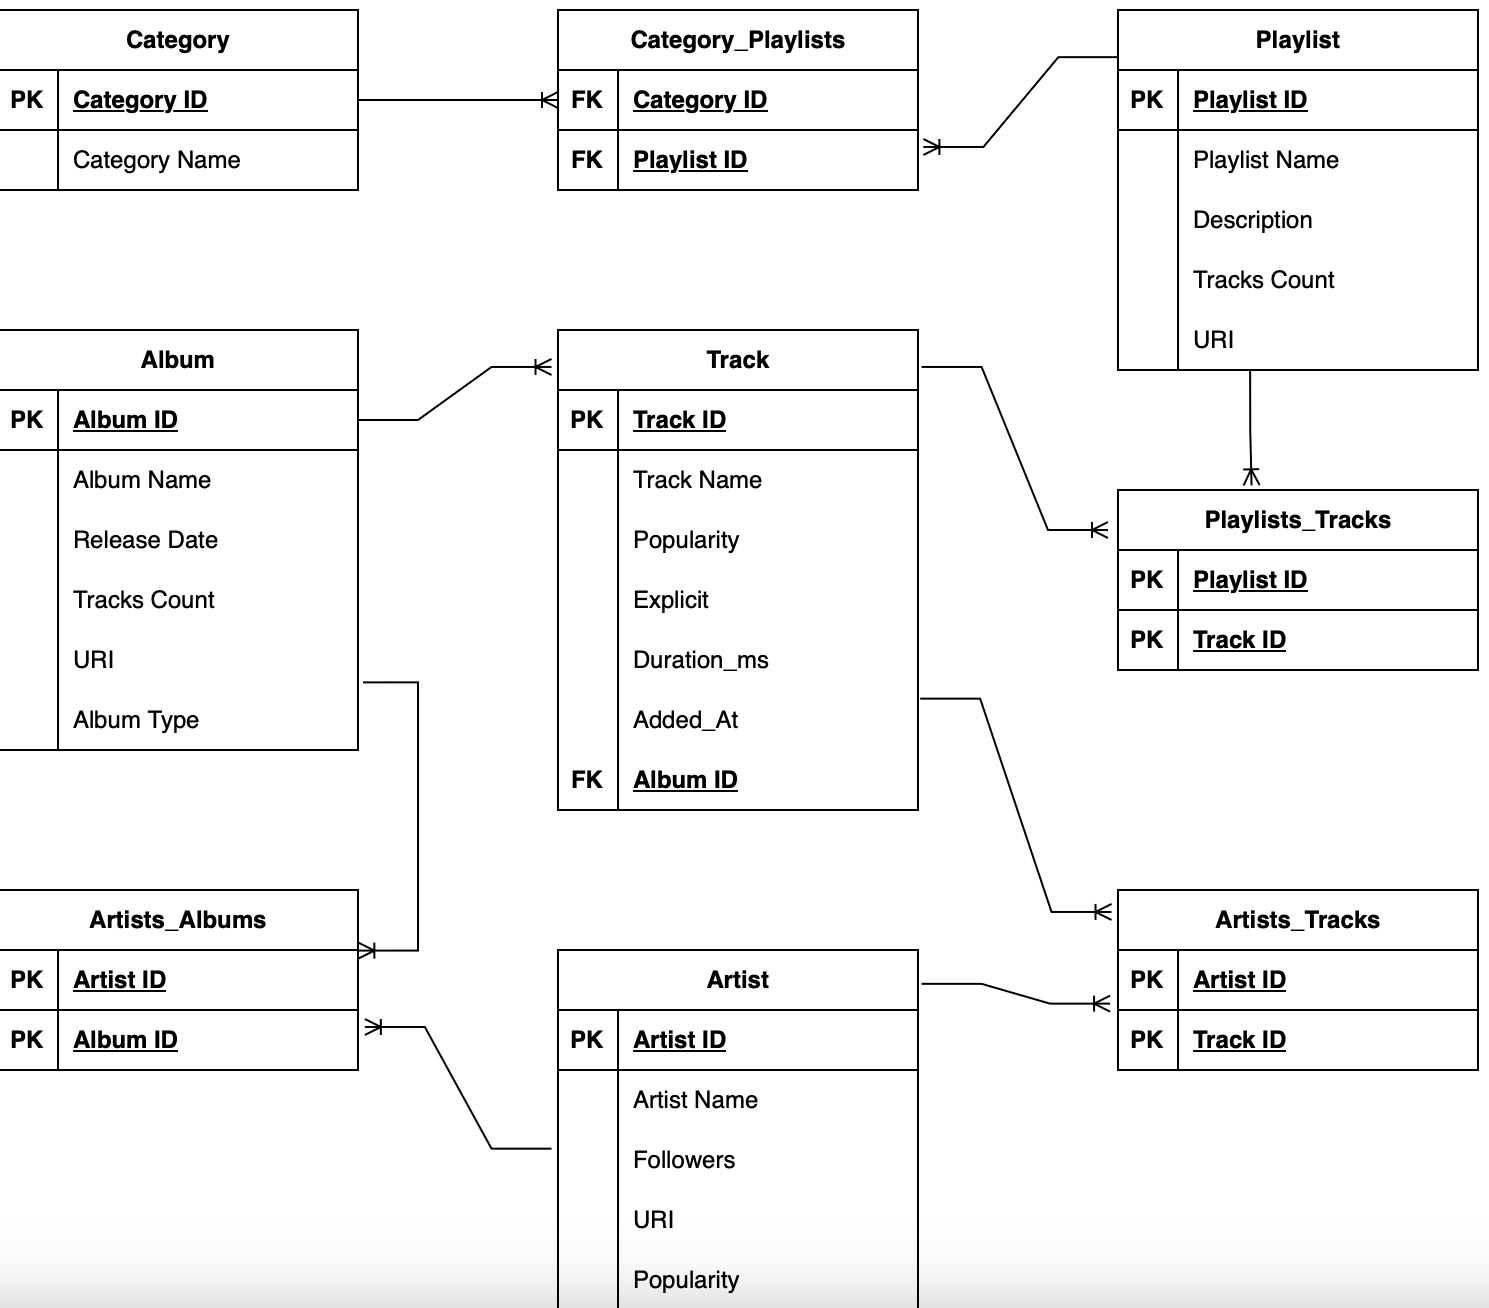 Category
PK Category ID
Category Name
Category_Playlists
FK Category ID
FK Playlist ID
Playlist
PK Playlist ID
Playlist Name
Description
Tracks Count
URI
Album
PK Album ID
Album Name
Release Date
Tracks Count
URI
Album Type
Track
PK Track ID
Track Name
Popularity
Explicit
Duration_ms
Added_At
FK Album ID
Playlists_Tracks
PK Playlist ID
PK Track ID
Artists_Albums
PK Artist ID
PK Album ID
Artist
PK Artist ID
Artist Name
Followers
URI
Popularity
Artists_Tracks
PK Artist ID
PK Track ID